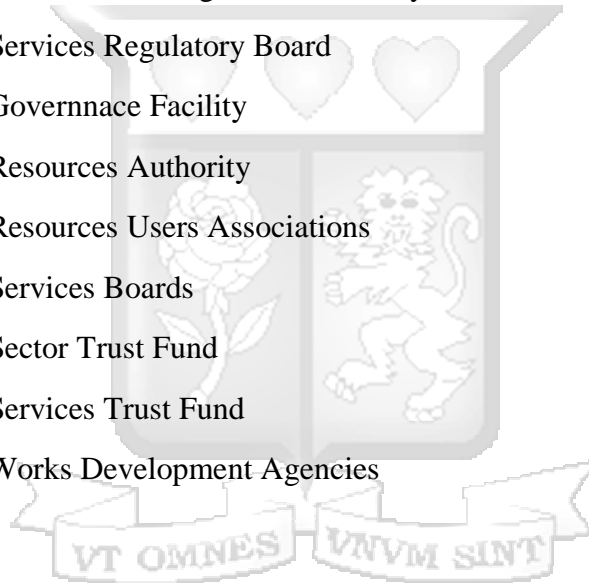 Services Regulatory Board
Governnace Facility
Resources Authority
Resources Users Associations
Services Boards
Sector Trust Fund
Services Trust Fund
Works Development Agencies
VT OMNES VNVM SINT